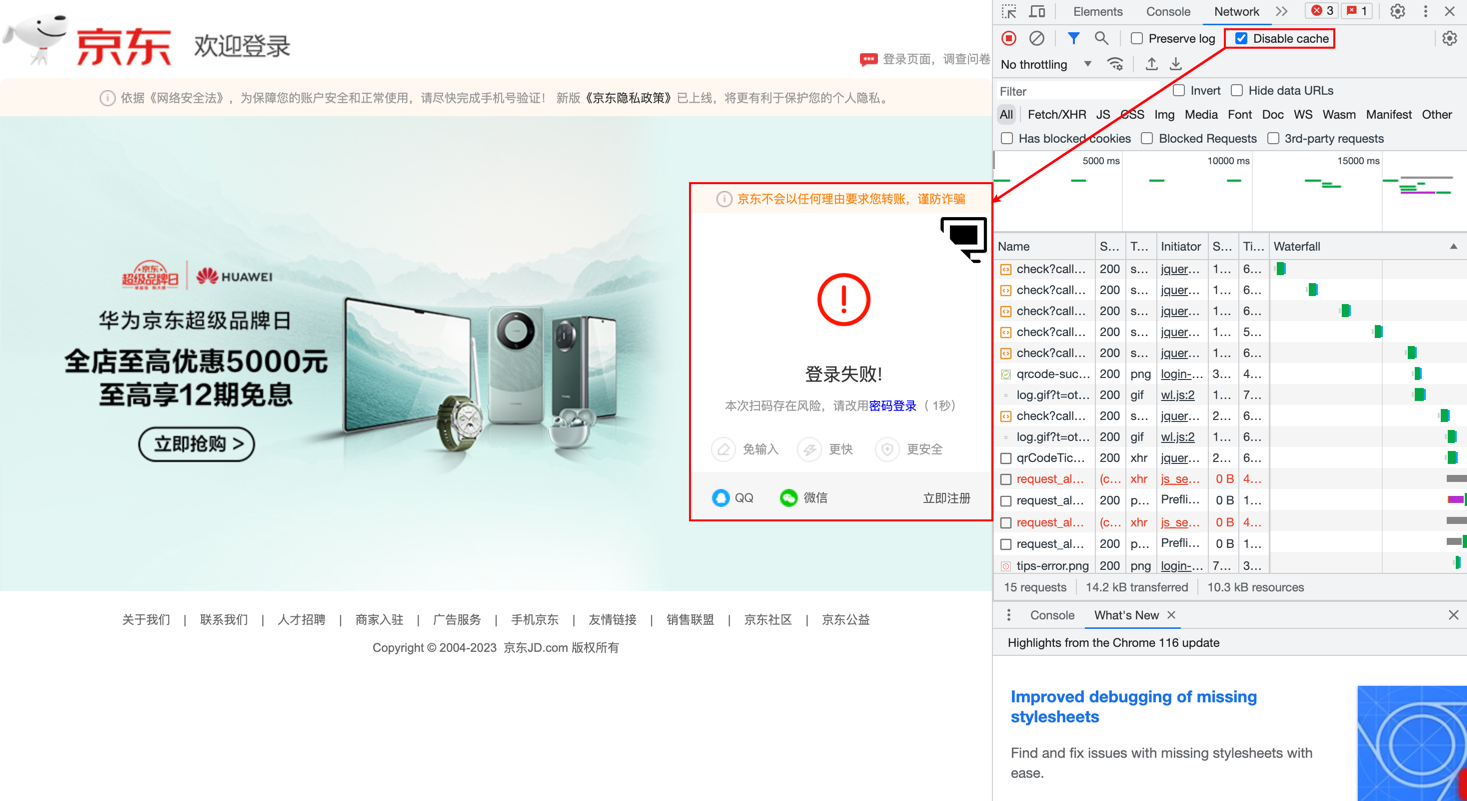 京东 欢迎登录
登录页面，调查问卷
依据《网络安全法》，为保障您的账户安全和正常使用，请尽快完成手机号验证！ 新版《京东隐私政策》已上线，将更有利于保护您的个人隐私。
京东
超级品牌日
HUAWEI
华为京东超级品牌日
全店至高优惠5000元
至高享12期免息
立即抢购 >
京东不会以任何理由要求您转账，谨防诈骗
登录失败!
本次扫码存在风险，请改用密码登录（ 1秒）
免输入 更快 更安全
QQ 微信 立即注册
关于我们 | 联系我们 | 人才招聘 | 商家入驻 | 广告服务 | 手机京东 | 友情链接 | 销售联盟 | 京东社区 | 京东公益
Copyright © 2004-2023 京东JD.com 版权所有
Elements Console Network 3 1
Preserve log Disable cache
No throttling
Filter Invert Hide data URLs
All Fetch/XHR JS CSS Img Media Font Doc WS Wasm Manifest Other
Has blocked cookies Blocked Requests 3rd-party requests
5000 ms 10000 ms 15000 ms
Name S... T... Initiator S... Ti... Waterfall
check?call... 200 s... jquer... 1... 6...
check?call... 200 s... jquer... 1... 6...
check?call... 200 s... jquer... 1... 6...
check?call... 200 s... jquer... 1... 5...
check?call... 200 s... jquer... 1... 6...
qrcode-suc... 200 png login-... 3... 4...
log.gif?t=ot... 200 gif wl.js:2 1... 7...
check?call... 200 s... jquer... 2... 6...
log.gif?t=ot... 200 gif wl.js:2 1... 6...
qrCodeTic... 200 xhr jquer... 2... 6...
request_al... (c... xhr js_se... 0 B 4...
request_al... 200 p... Prefli... 0 B 1...
request_al... (c... xhr js_se... 0 B 4...
request_al... 200 p... Prefli... 0 B 1...
tips-error.png 200 png login-... 7... 3...
15 requests 14.2 kB transferred 10.3 kB resources
Console What's New
Highlights from the Chrome 116 update
Improved debugging of missing
stylesheets
Find and fix issues with missing stylesheets with
ease.